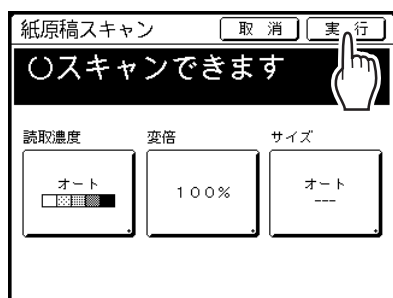 紙原稿スキャン 取 消 実 行
○スキャンできます
読取濃度 変倍 サイズ
オート 100% オート
---